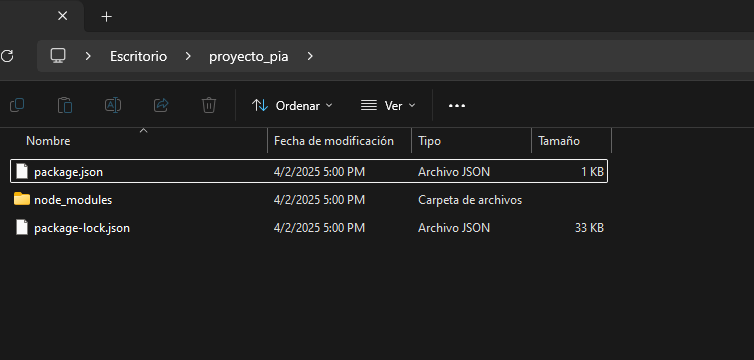 Escritorio proyecto_pia
Ordenar Ver
Nombre Fecha de modificación Tipo Tamaño
package.json 4/2/2025 5:00 PM Archivo JSON 1 KB
node_modules 4/2/2025 5:00 PM Carpeta de archivos
package-lock.json 4/2/2025 5:00 PM Archivo JSON 33 KB